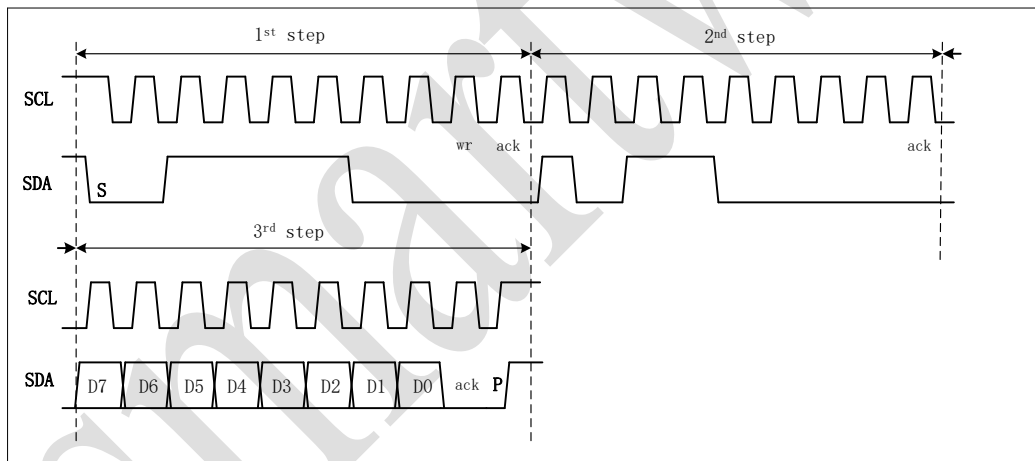 1st step 2nd step
SCL
wr ack ack
SDA S
3rd step
SCL
SDA D7 D6 D5 D4 D3 D2 D1 D0 ack P